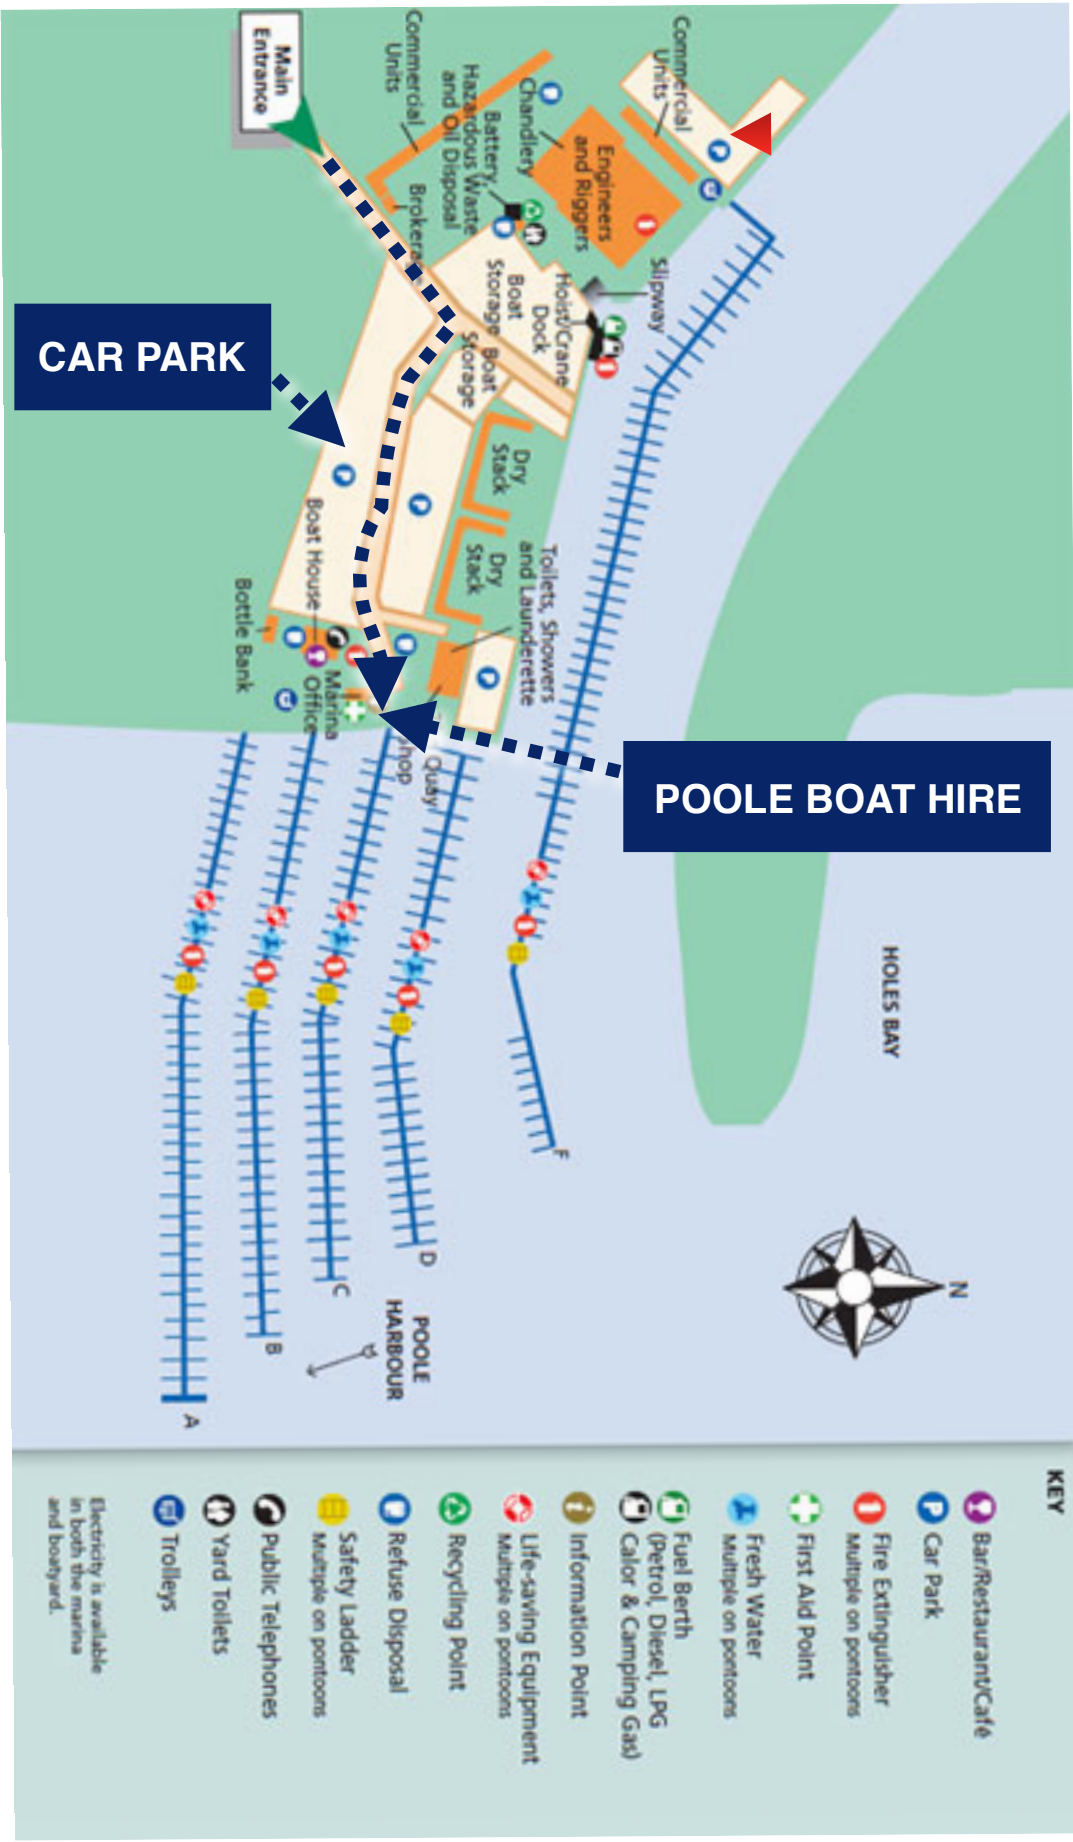 Main
Entrance
Commercial
Units
Commercial
Units
Chandlery
Battery,
Hazardous Waste
and Oil Disposal
Engineers
and Riggers
Slipway
Hoist/Crane
Dock
Boat
Storage
Boat
Storage
CAR PARK
Dry
Stack
Dry
Stack
Toilets, Showers
and Launderette
Boat House
Bottle Bank
Marina
Office
Quay
POOLE BOAT HIRE
HOLES BAY
N
F
D
C
B
A
POOLE
HARBOUR
KEY
Bar/Restaurant/Café
Car Park
Fire Extinguisher
Multiple on pontoons
First Aid Point
Fresh Water
Multiple on pontoons
Fuel Berth
(Petrol, Diesel, LPG
Calor & Camping Gas)
Information Point
Life-saving Equipment
Multiple on pontoons
Recycling Point
Refuse Disposal
Safety Ladder
Multiple on pontoons
Public Telephones
Yard Toilets
Trolleys
Electricity is available
in both the marina
and boatyard.